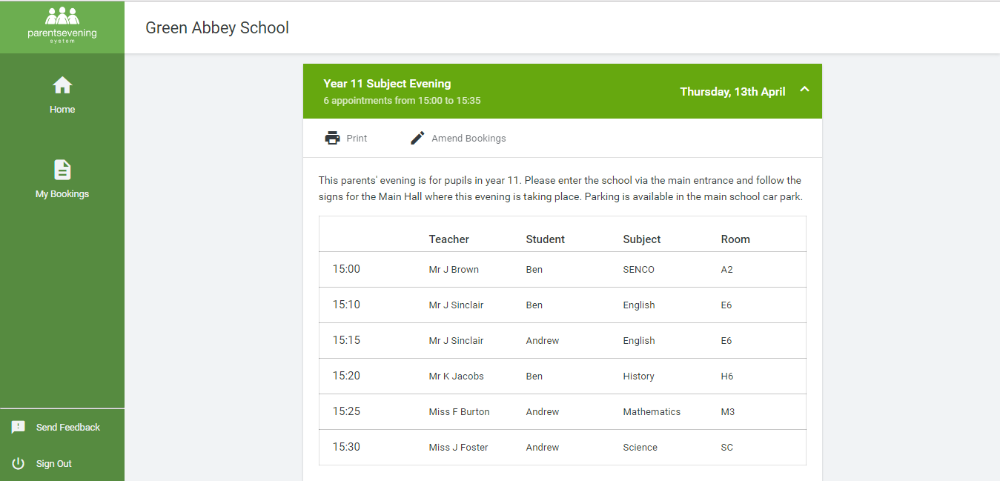 parentsevening
system
Green Abbey School
Home
My Bookings
Send Feedback
Sign Out
Year 11 Subject Evening
6 appointments from 15:00 to 15:35
Thursday, 13th April
Print Amend Bookings
This parents' evening is for pupils in year 11. Please enter the school via the main entrance and follow the
signs for the Main Hall where this evening is taking place. Parking is available in the main school car park.
Teacher Student Subject Room
15:00 Mr J Brown Ben SENCO A2
15:10 Mr J Sinclair Ben English E6
15:15 Mr J Sinclair Andrew English E6
15:20 Mr K Jacobs Ben History H6
15:25 Miss F Burton Andrew Mathematics M3
15:30 Miss J Foster Andrew Science SC